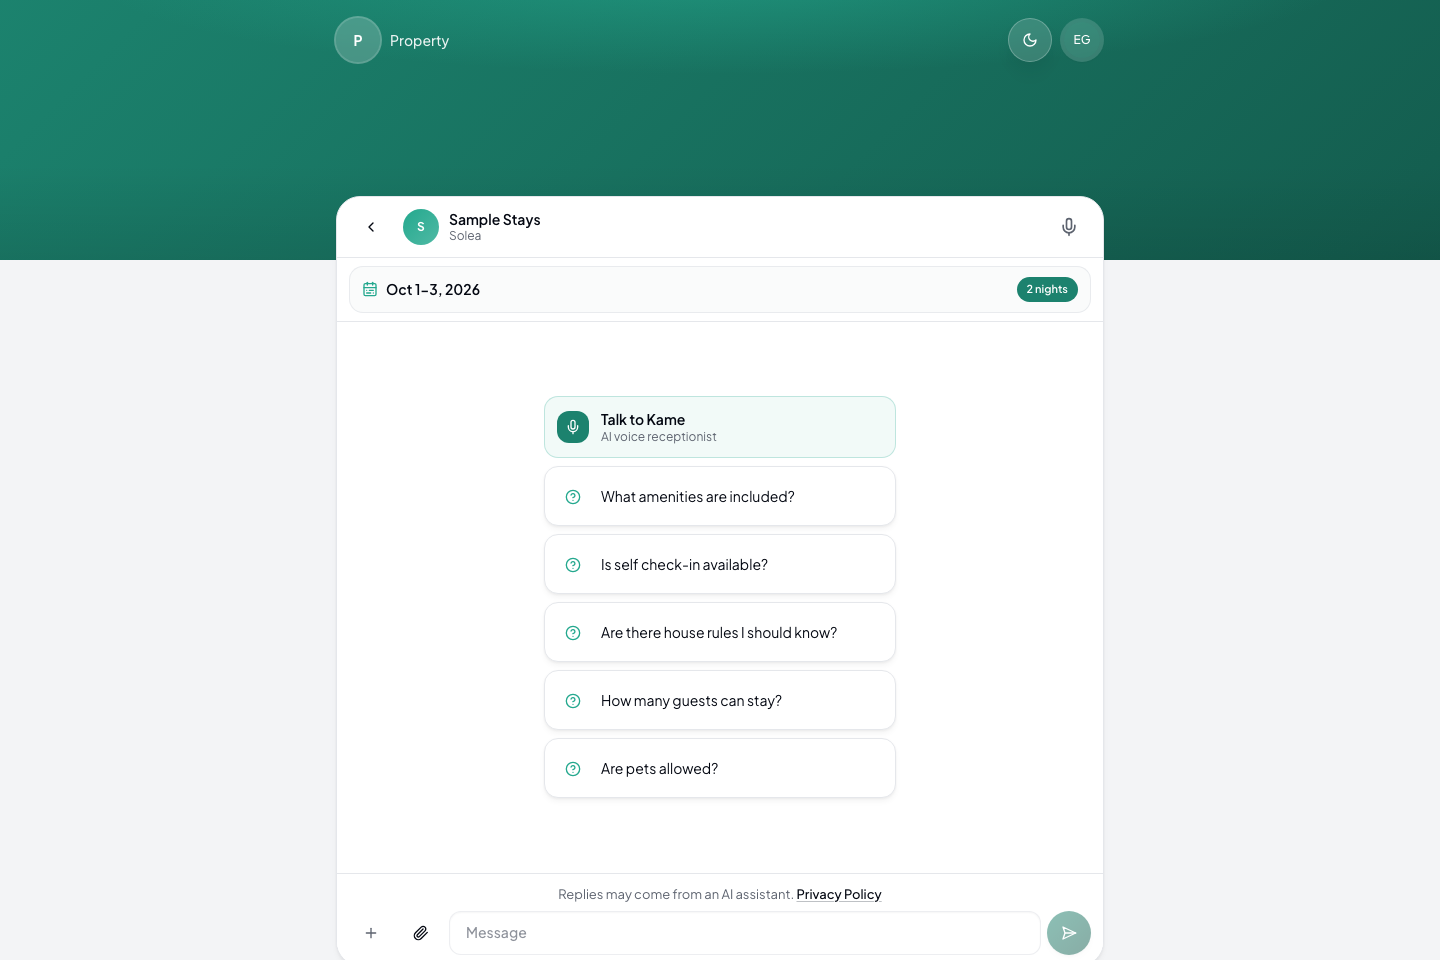 P
Property
EG
S
Sample Stays
Solea
Oct 1–3, 2026
2 nights
Talk to Kame
AI voice receptionist
What amenities are included?
Is self check-in available?
Are there house rules I should know?
How many guests can stay?
Are pets allowed?
Replies may come from an AI assistant. Privacy Policy
Message